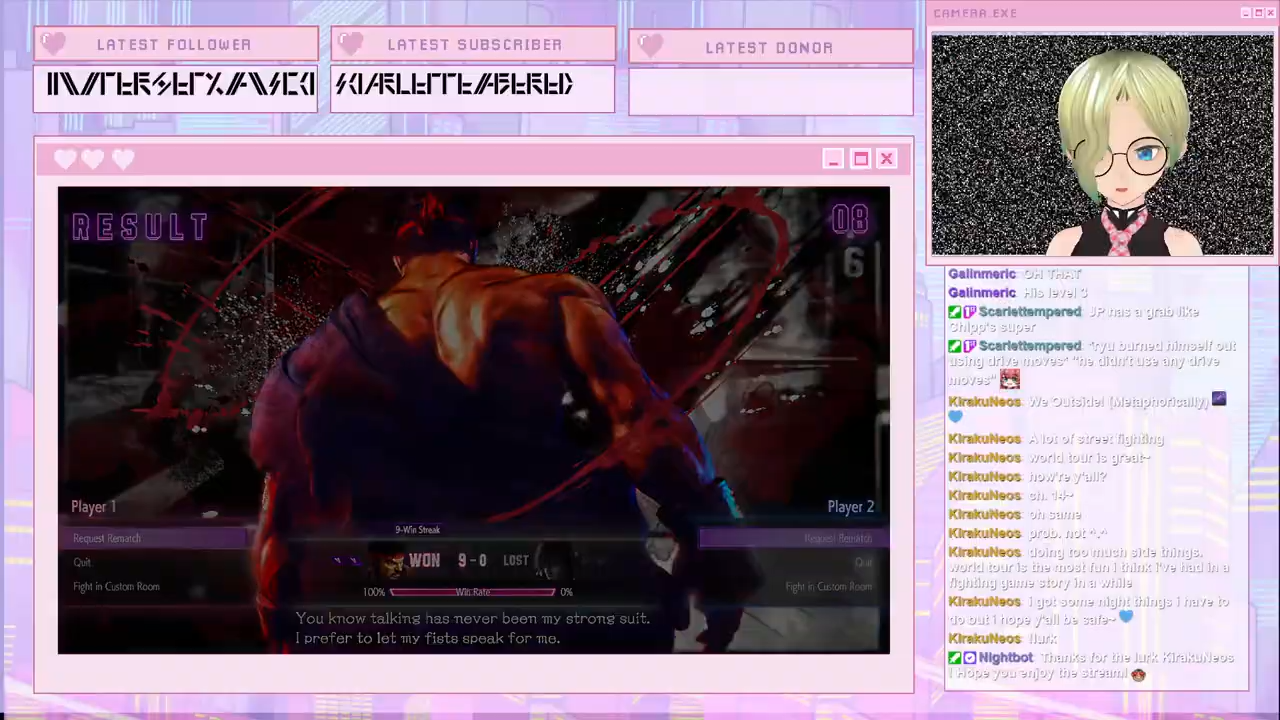 CAMERA.EXE
LATEST FOLLOWER
LATEST SUBSCRIBER
LATEST DONOR
RESULT
08
6
Player 1
Player 2
Request Rematch
Quit
Fight in Custom Room
9-Win Streak
WON 9-0 LOST
100% Win Rate 0%
Request Rematch
Quit
Fight in Custom Room
You know talking has never been my strong suit.
I prefer to let my fists speak for me.
Galinmeric OH THAT
Galinmeric His level 3
Scarlettempered JP has a grab like
Chipp's super
Scarlettempered "ryu burned himself out
using drive moves" "he didn't use any drive
moves"
KirakuNeos We Outside! (Metaphorically)
KirakuNeos A lot of street fighting
KirakuNeos world tour is great~
KirakuNeos how're y'all?
KirakuNeos ch. 14~
KirakuNeos oh same
KirakuNeos prob. not ^.^
KirakuNeos doing too much side things.
world tour is the most fun i think i've had in a
fighting game story in a while
KirakuNeos i got some night things i have to
do but i hope y'all be safe~
KirakuNeos !lurk
Nightbot Thanks for the lurk KirakuNeos
! Hope you enjoy the stream!